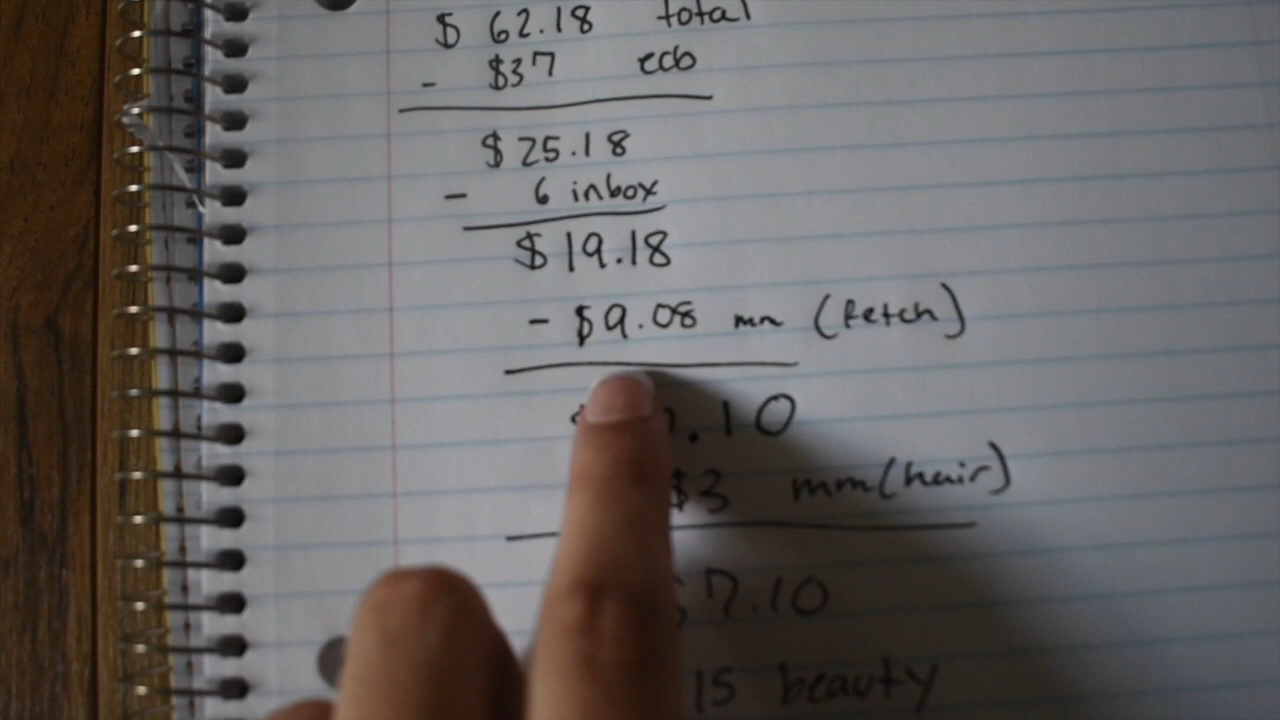 $ 62.18 total
- $37 ecb
$25.18
- 6 inbox
$19.18
- $9.08 mm (fetch)
.10
$3 mm (hair)
$7.10
15 beauty